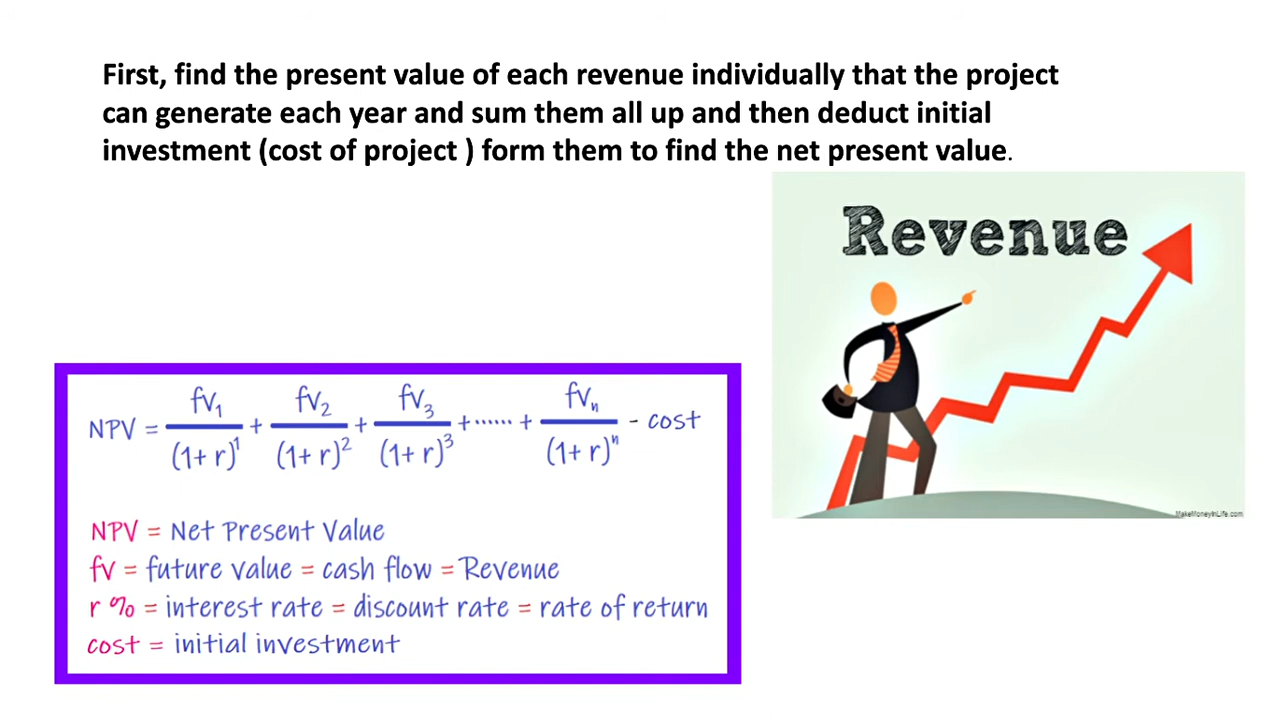 First, find the present value of each revenue individually that the project
can generate each year and sum them all up and then deduct initial
investment (cost of project ) form them to find the net present value.
Revenue
MakeMoneyInLife.com
NPV = fv₁/(1+ r)¹ + fv₂/(1+ r)² + fv₃/(1+ r)³ +......+ fvₙ/(1+ r)ⁿ - cost
NPV = Net Present Value
fv = future value = cash flow = Revenue
r % = interest rate = discount rate = rate of return
cost = initial investment